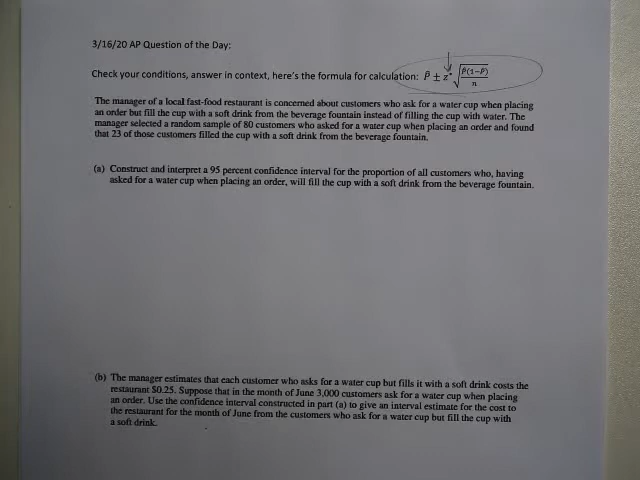 3/16/20 AP Question of the Day:
Check your conditions, answer in context, here's the formula for calculation: P̂ ± z* √(P̂(1−P̂)/n)
The manager of a local fast-food restaurant is concerned about customers who ask for a water cup when placing
an order but fill the cup with a soft drink from the beverage fountain instead of filling the cup with water. The
manager selected a random sample of 80 customers who asked for a water cup when placing an order and found
that 23 of those customers filled the cup with a soft drink from the beverage fountain.
(a) Construct and interpret a 95 percent confidence interval for the proportion of all customers who, having
asked for a water cup when placing an order, will fill the cup with a soft drink from the beverage fountain.
(b) The manager estimates that each customer who asks for a water cup but fills it with a soft drink costs the
restaurant $0.25. Suppose that in the month of June 3,000 customers ask for a water cup when placing
an order. Use the confidence interval constructed in part (a) to give an interval estimate for the cost to
the restaurant for the month of June from the customers who ask for a water cup but fill the cup with
a soft drink.